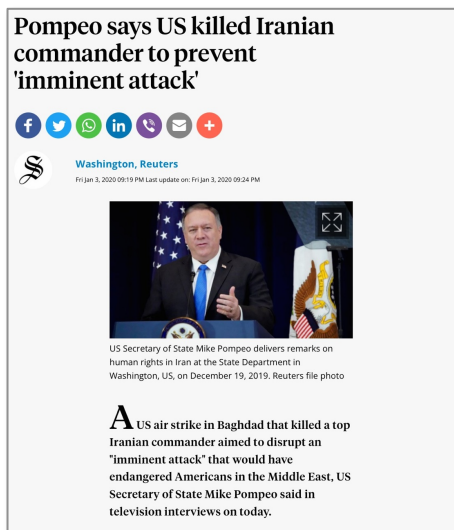 Pompeo says US killed Iranian
commander to prevent
'imminent attack'
Washington, Reuters
Fri Jan 3, 2020 09:19 PM Last update on: Fri Jan 3, 2020 09:24 PM
US Secretary of State Mike Pompeo delivers remarks on
human rights in Iran at the State Department in
Washington, US, on December 19, 2019. Reuters file photo
A US air strike in Baghdad that killed a top
Iranian commander aimed to disrupt an
"imminent attack" that would have
endangered Americans in the Middle East, US
Secretary of State Mike Pompeo said in
television interviews on today.